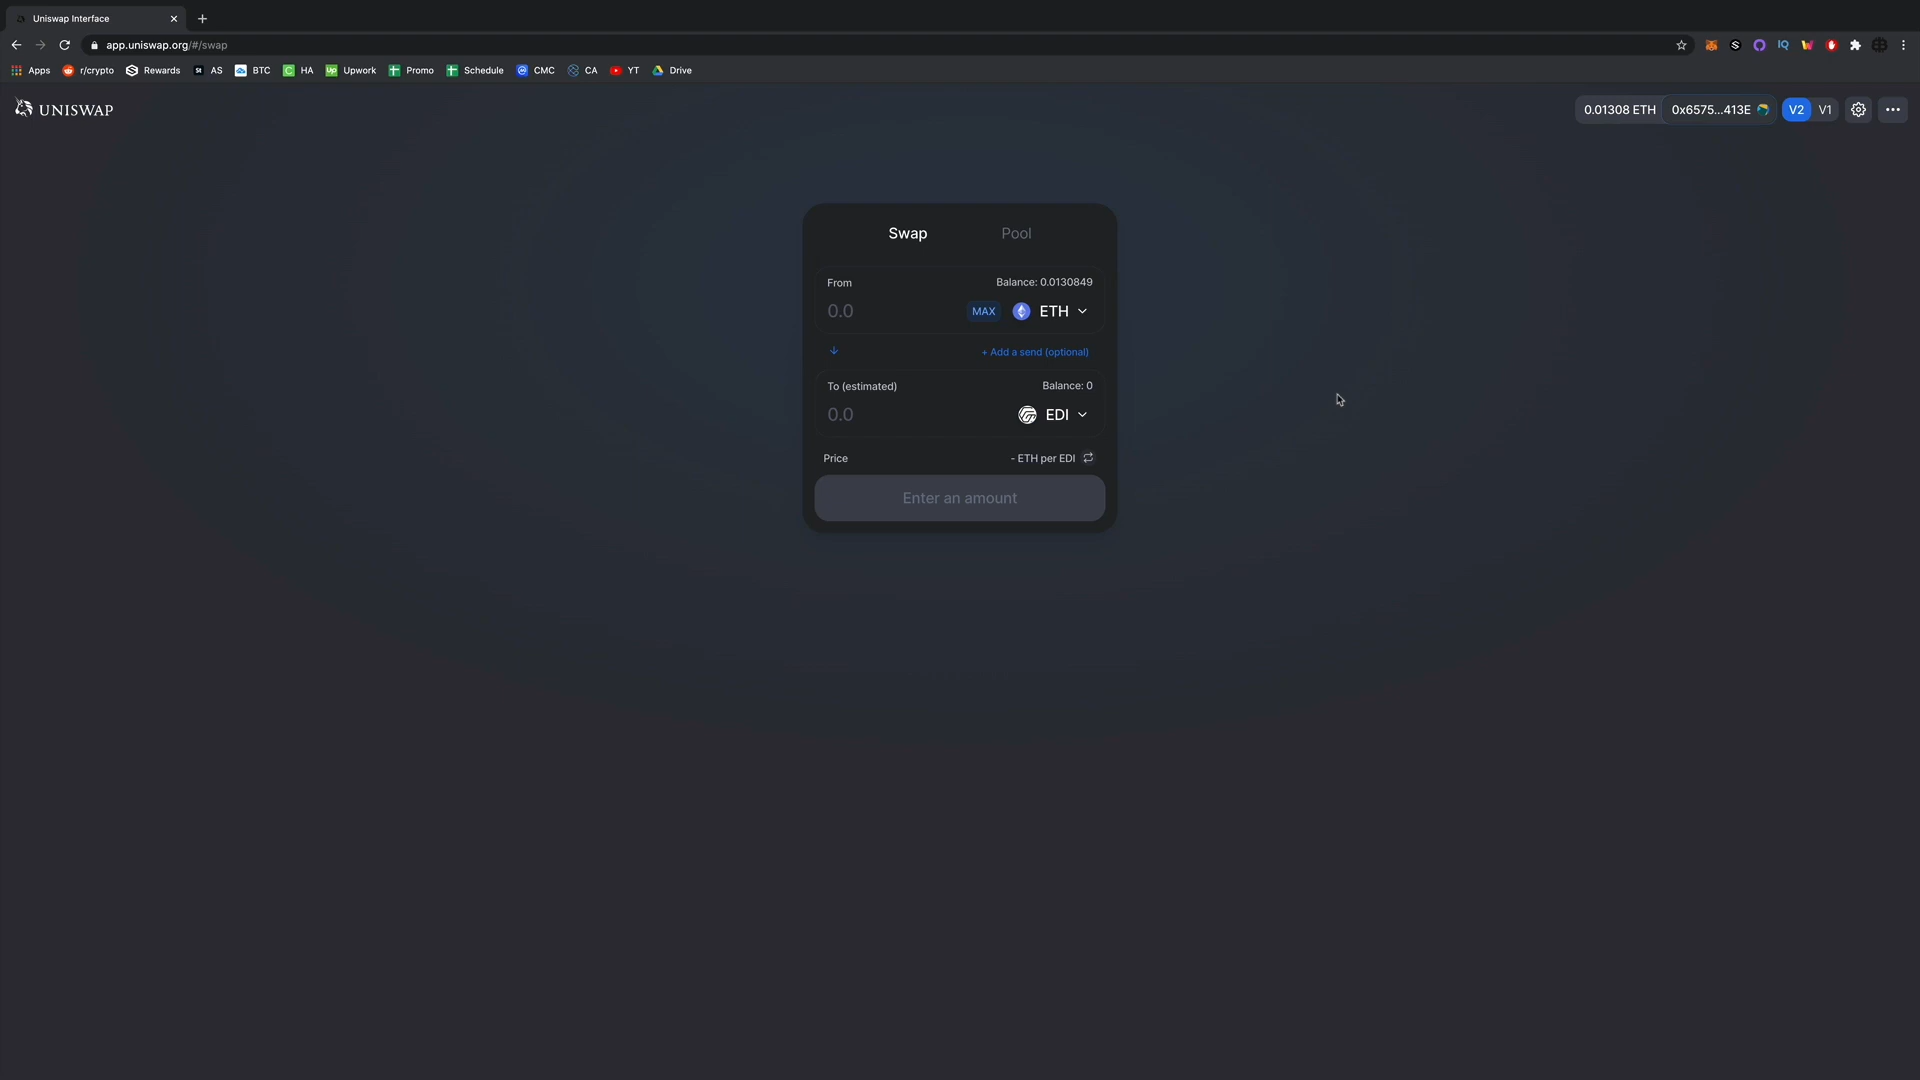 Uniswap Interface
app.uniswap.org/#/swap
Apps r/crypto Rewards AS BTC HA Upwork Promo Schedule CMC CA YT Drive
UNISWAP
0.01308 ETH 0x6575...413E V2 V1
Swap Pool
From Balance: 0.0130849
0.0 MAX ETH
+ Add a send (optional)
To (estimated) Balance: 0
0.0 EDI
Price - ETH per EDI
Enter an amount